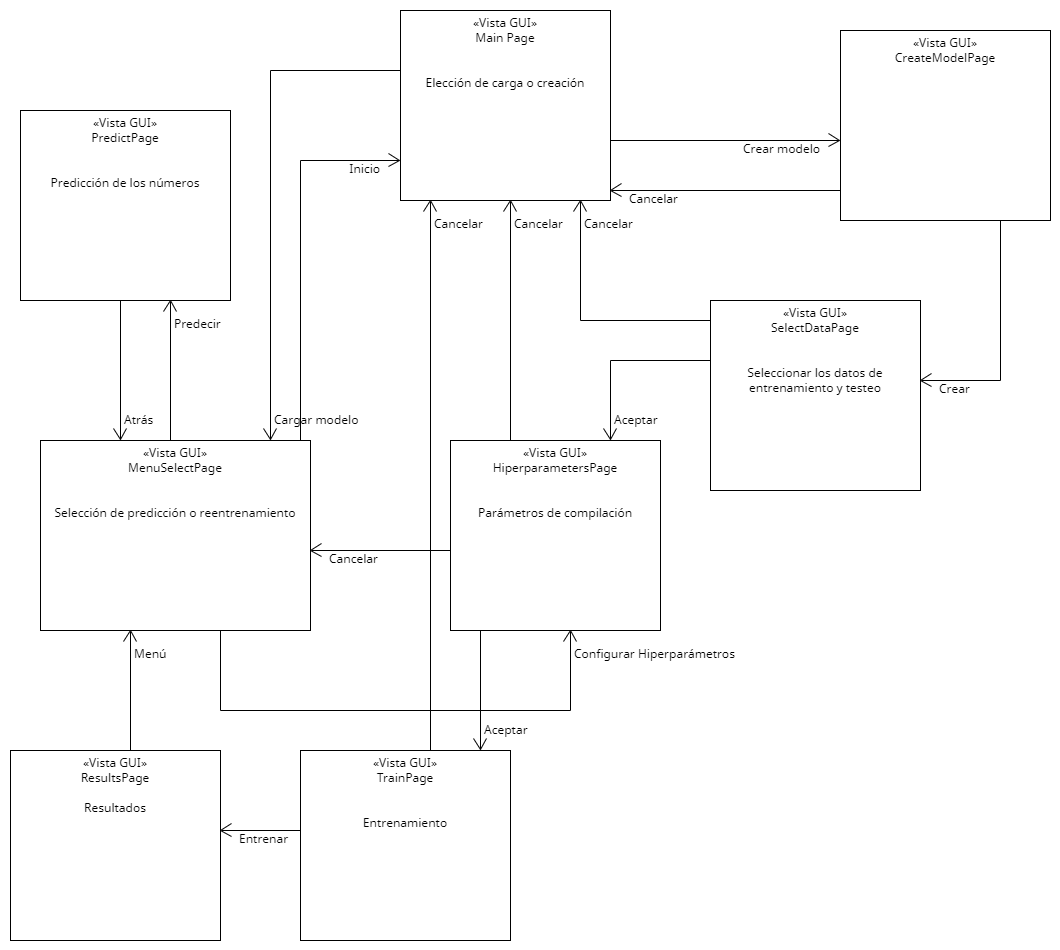 «Vista GUI»
Main Page
Elección de carga o creación
«Vista GUI»
CreateModelPage
«Vista GUI»
PredictPage
Predicción de los números
Crear modelo
Inicio
Cancelar
Cancelar
Cancelar
Cancelar
«Vista GUI»
SelectDataPage
Seleccionar los datos de
entrenamiento y testeo
Predecir
Crear
Atrás
Cargar modelo
Aceptar
«Vista GUI»
MenuSelectPage
Selección de predicción o reentrenamiento
«Vista GUI»
HiperparametersPage
Parámetros de compilación
Cancelar
Menú
Configurar Hiperparámetros
Aceptar
«Vista GUI»
ResultsPage
Resultados
«Vista GUI»
TrainPage
Entrenamiento
Entrenar